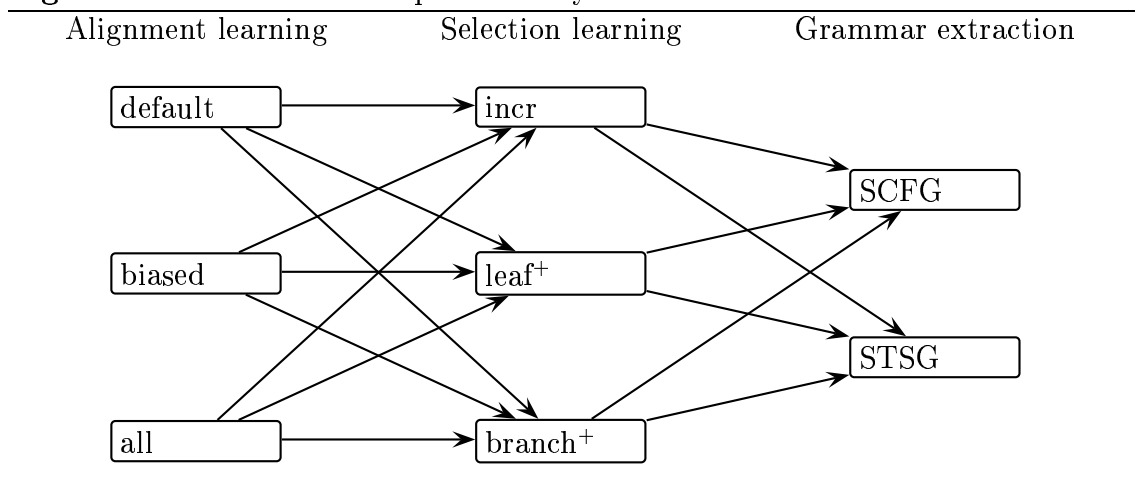 Alignment learning Selection learning Grammar extraction
default incr
SCFG
biased leaf+
STSG
all branch+